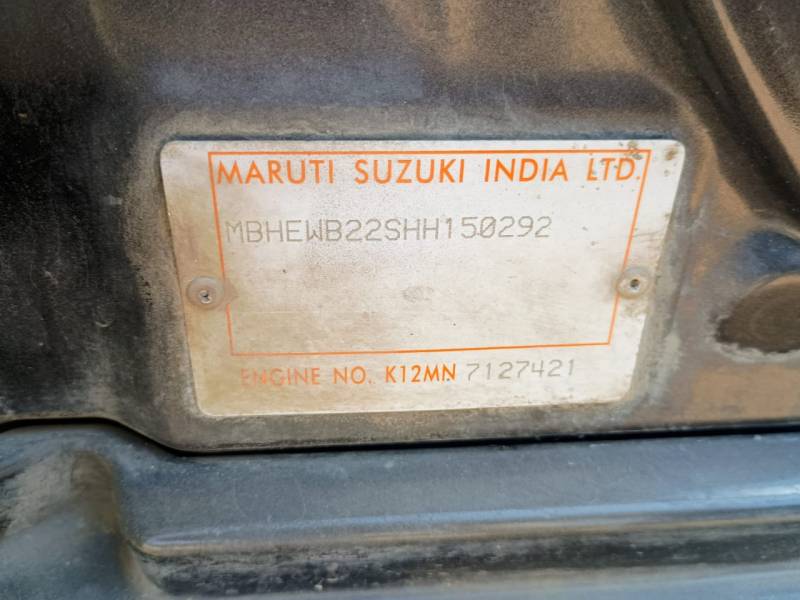 MARUTI SUZUKI INDIA LTD.
MBHEWB22SHH150292
ENGINE NO. K12MN 7127421